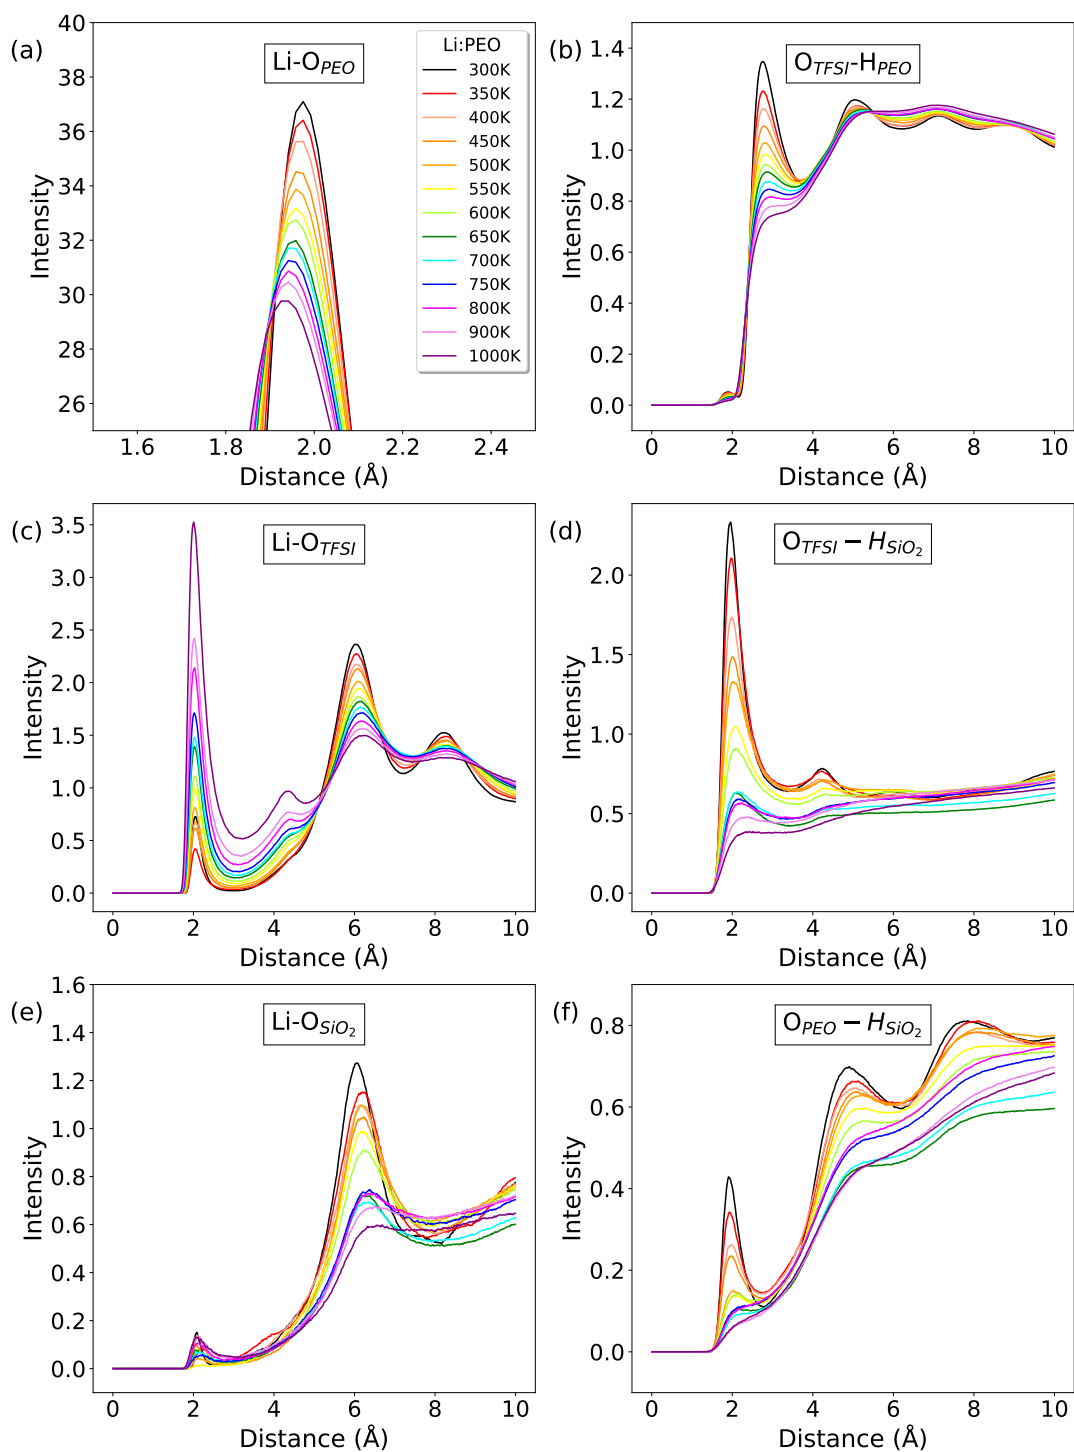 (a)
Li-O_PEO
Li:PEO
300K
350K
400K
450K
500K
550K
600K
650K
700K
750K
800K
900K
1000K
40
38
36
34
32
30
28
26
Intensity
1.6 1.8 2.0 2.2 2.4
Distance (Å)
(b)
O_TFSI-H_PEO
1.4
1.2
1.0
0.8
0.6
0.4
0.2
0.0
Intensity
0 2 4 6 8 10
Distance (Å)
(c)
Li-O_TFSI
3.5
3.0
2.5
2.0
1.5
1.0
0.5
0.0
Intensity
0 2 4 6 8 10
Distance (Å)
(d)
O_TFSI − H_SiO₂
2.0
1.5
1.0
0.5
0.0
Intensity
0 2 4 6 8 10
Distance (Å)
(e)
Li-O_SiO₂
1.6
1.4
1.2
1.0
0.8
0.6
0.4
0.2
0.0
Intensity
0 2 4 6 8 10
Distance (Å)
(f)
O_PEO − H_SiO₂
0.8
0.6
0.4
0.2
0.0
Intensity
0 2 4 6 8 10
Distance (Å)